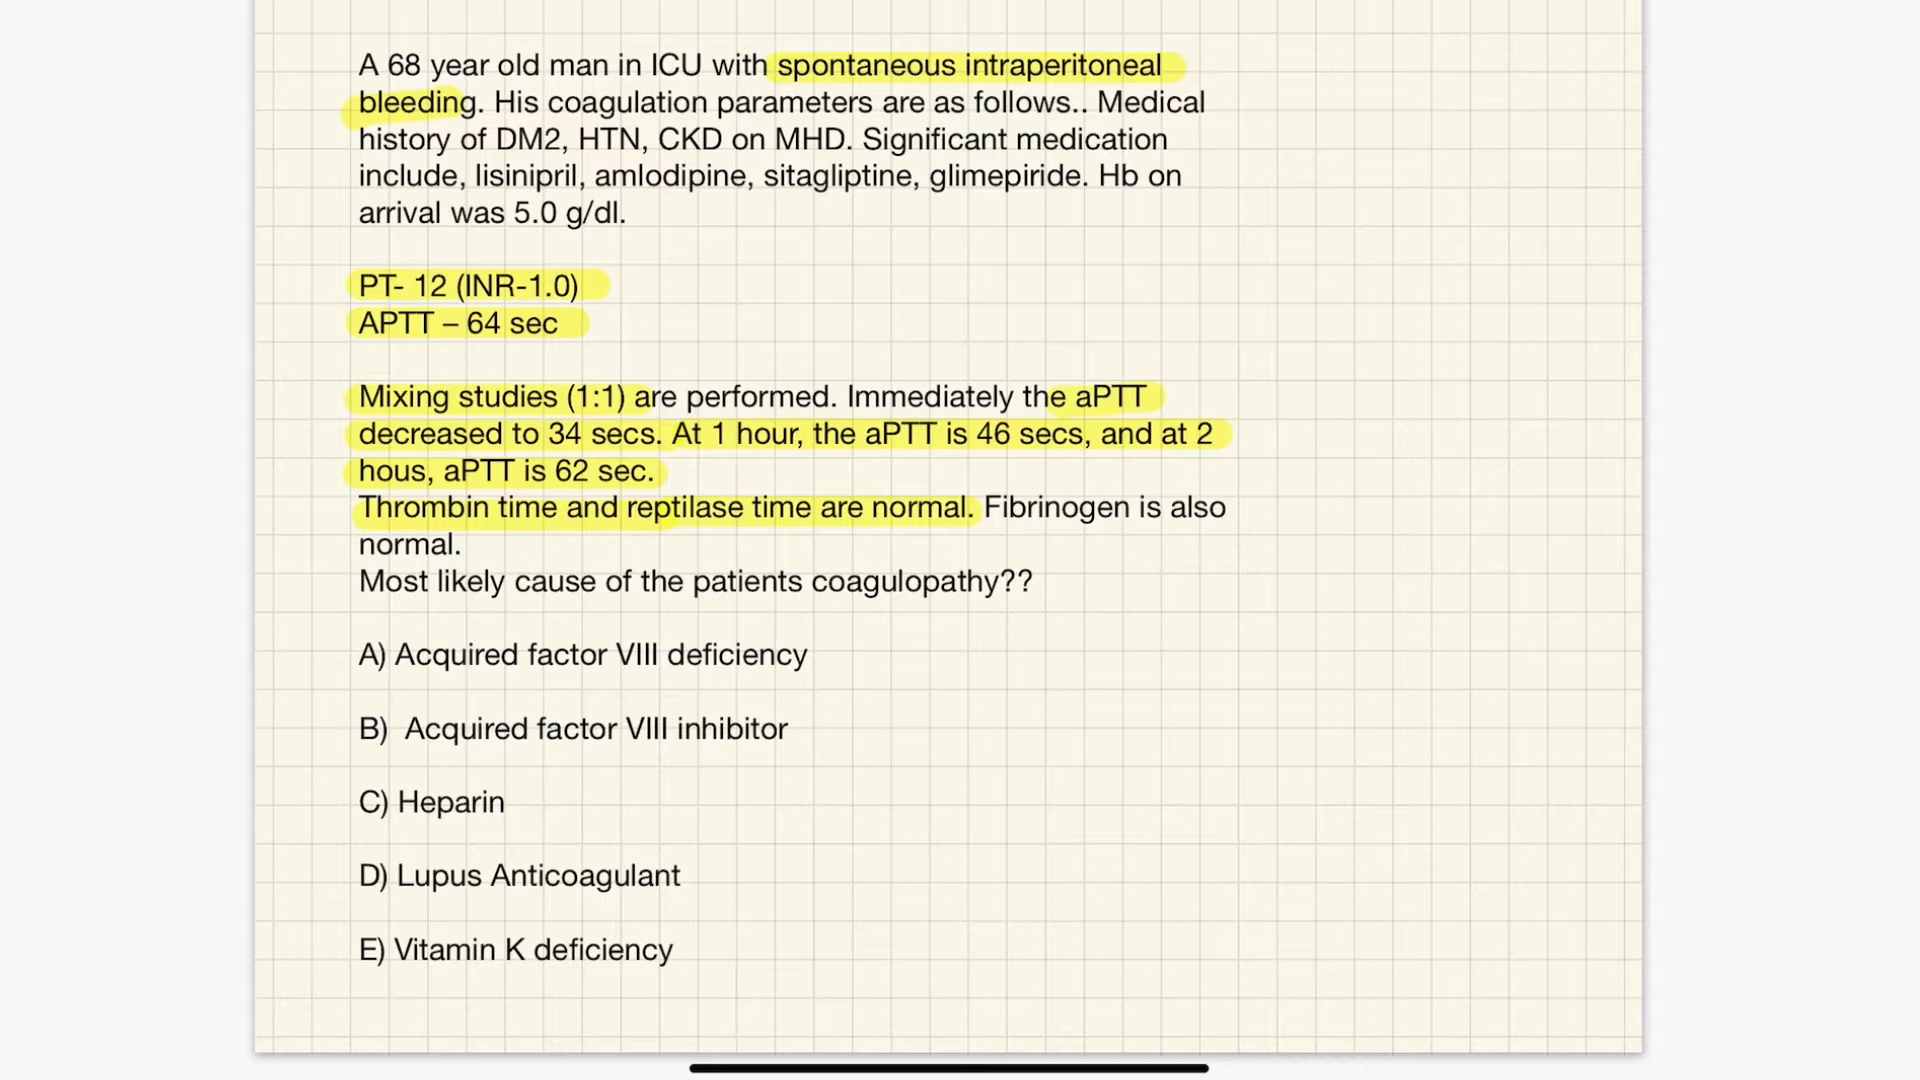 A 68 year old man in ICU with spontaneous intraperitoneal
bleeding. His coagulation parameters are as follows.. Medical
history of DM2, HTN, CKD on MHD. Significant medication
include, lisinipril, amlodipine, sitagliptine, glimepiride. Hb on
arrival was 5.0 g/dl.
PT- 12 (INR-1.0)
APTT – 64 sec
Mixing studies (1:1) are performed. Immediately the aPTT
decreased to 34 secs. At 1 hour, the aPTT is 46 secs, and at 2
hous, aPTT is 62 sec.
Thrombin time and reptilase time are normal. Fibrinogen is also
normal.
Most likely cause of the patients coagulopathy??
A) Acquired factor VIII deficiency
B) Acquired factor VIII inhibitor
C) Heparin
D) Lupus Anticoagulant
E) Vitamin K deficiency